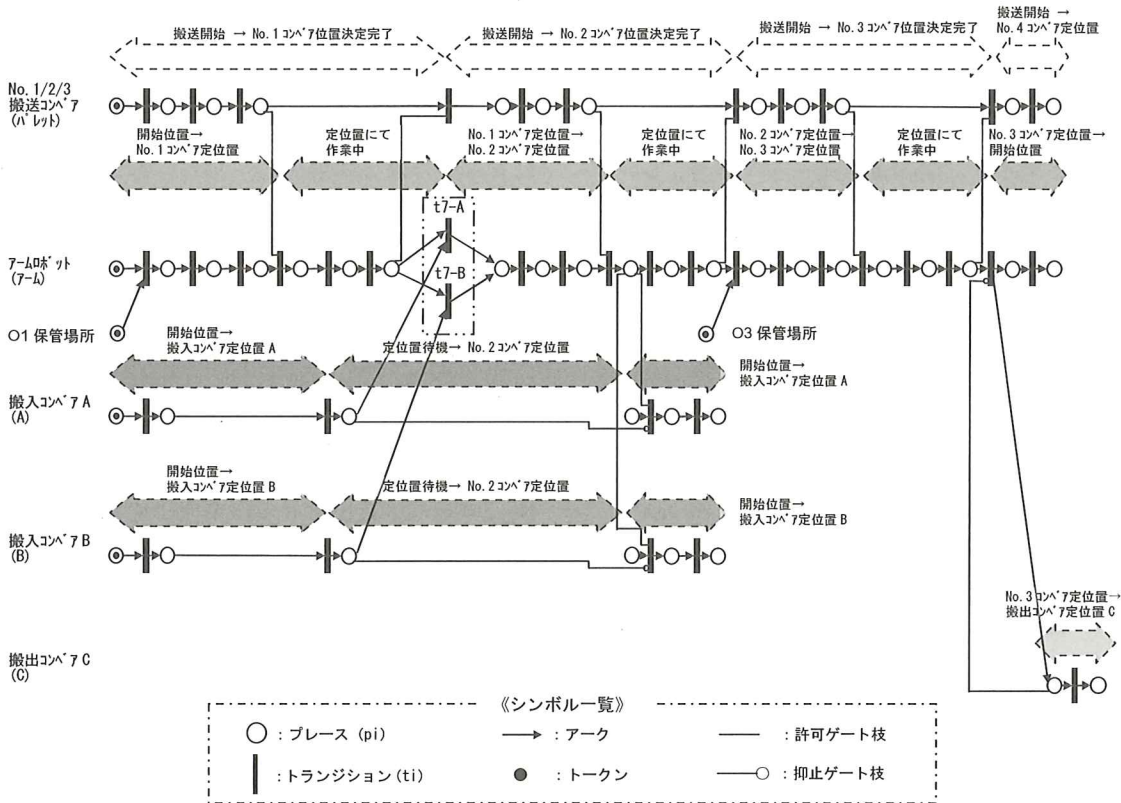 搬送開始 → No.1コンベア位置決定完了
搬送開始 → No.2コンベア位置決定完了
搬送開始 → No.3コンベア位置決定完了
搬送開始 →
No.4コンベア定位置
No.1/2/3
搬送コンベア
(パレット)
開始位置→
No.1コンベア定位置
定位置にて
作業中
No.1コンベア定位置→
No.2コンベア定位置
定位置にて
作業中
No.2コンベア定位置→
No.3コンベア定位置
定位置にて
作業中
No.3コンベア定位置→
開始位置
t7-A
アームロボット
(アーム)
t7-B
O1 保管場所
O3 保管場所
開始位置→
搬入コンベア定位置 A
定位置待機→ No.2コンベア定位置
開始位置→
搬入コンベア定位置 A
搬入コンベア A
(A)
開始位置→
搬入コンベア定位置 B
定位置待機→ No.2コンベア定位置
開始位置→
搬入コンベア定位置 B
搬入コンベア B
(B)
No.3コンベア定位置→
搬出コンベア定位置 C
搬出コンベア C
(C)
《シンボル一覧》
: プレース (pi)
: アーク
: 許可ゲート枝
: トランジション(ti)
: トークン
: 抑止ゲート枝